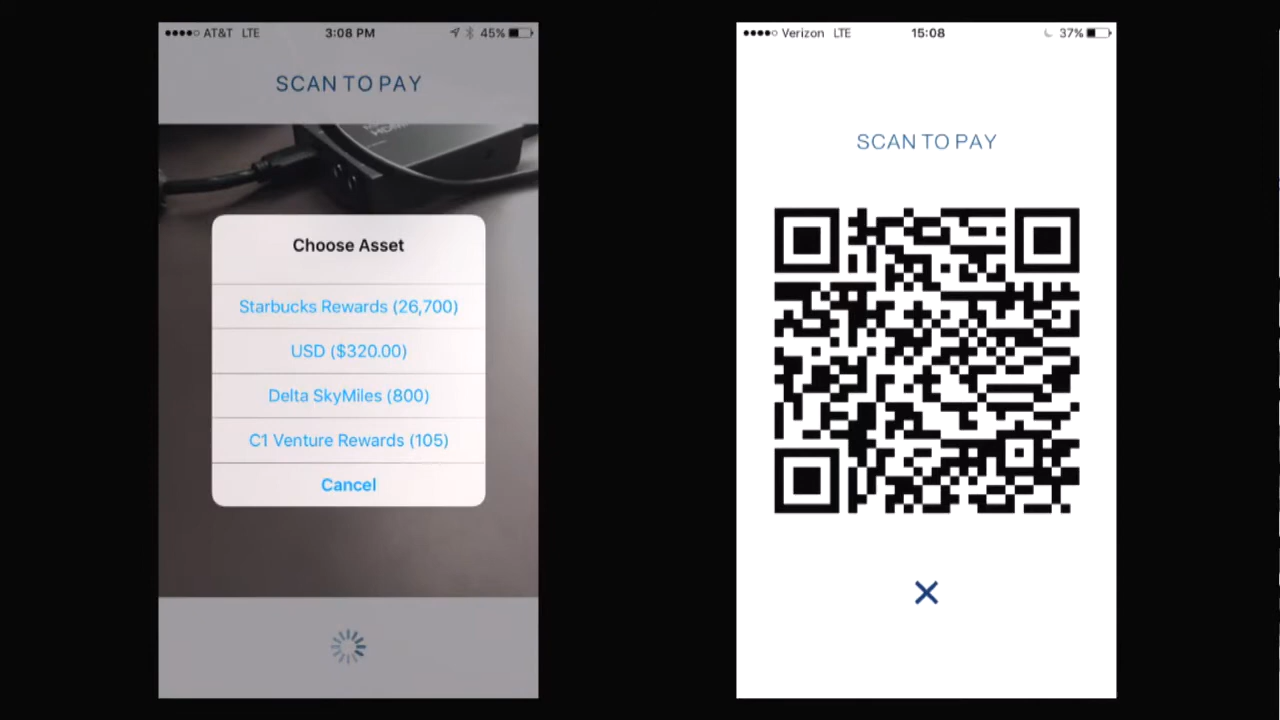 AT&T LTE 3:08 PM 45%
SCAN TO PAY
Choose Asset
Starbucks Rewards (26,700)
USD ($320.00)
Delta SkyMiles (800)
C1 Venture Rewards (105)
Cancel
Verizon LTE 15:08 37%
SCAN TO PAY